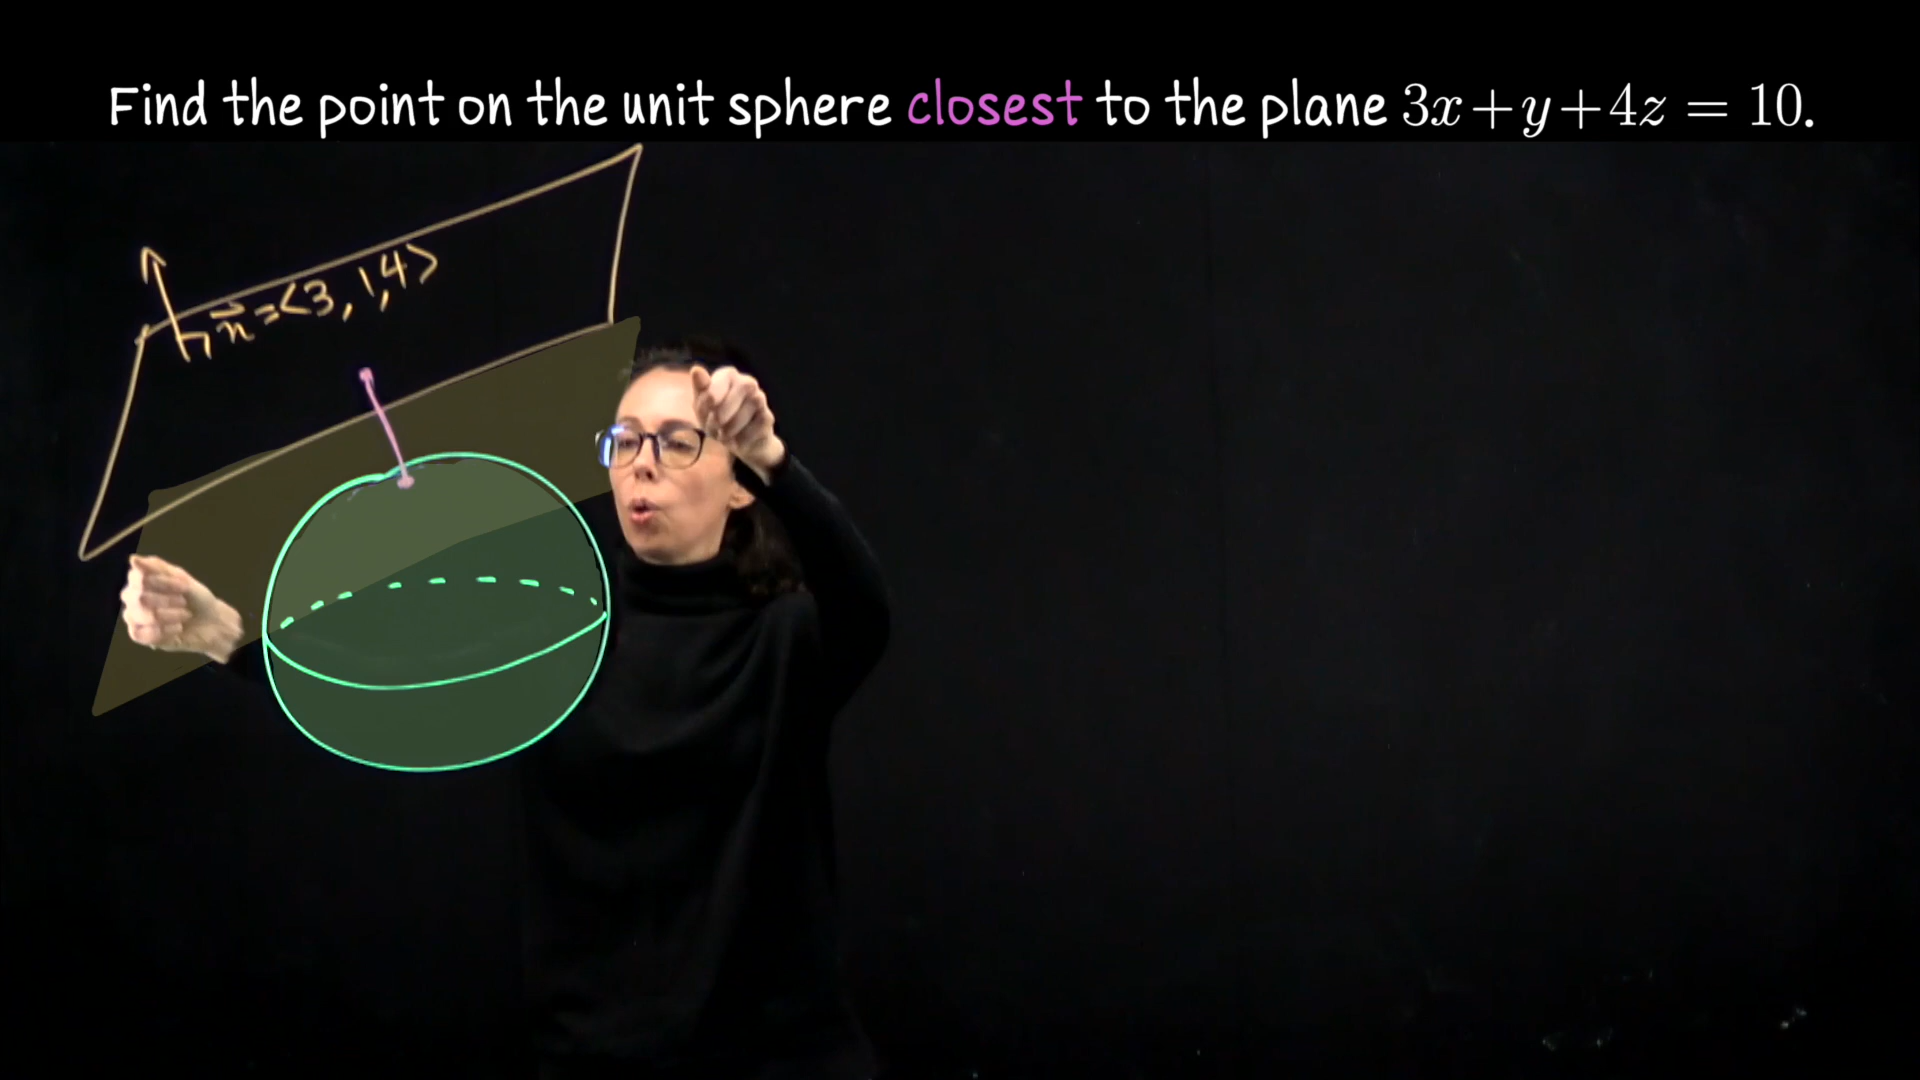 Find the point on the unit sphere closest to the plane 3x+y+4z = 10.
n⃗=<3,1,4>